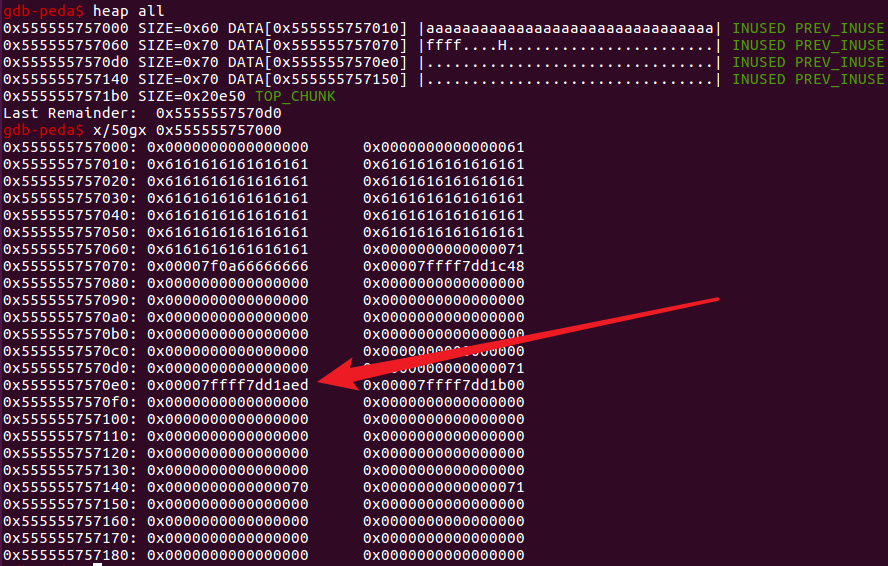 gdb-peda$ heap all
0x555555757000 SIZE=0x60 DATA[0x555555757010] |aaaaaaaaaaaaaaaaaaaaaaaaaaaaaaaa| INUSED PREV_INUSE
0x555555757060 SIZE=0x70 DATA[0x555555757070] |ffff....H.......................| INUSED PREV_INUSE
0x5555557570d0 SIZE=0x70 DATA[0x5555557570e0] |................................| INUSED PREV_INUSE
0x555555757140 SIZE=0x70 DATA[0x555555757150] |................................| INUSED PREV_INUSE
0x5555557571b0 SIZE=0x20e50 TOP_CHUNK
Last Remainder:  0x5555557570d0
gdb-peda$ x/50gx 0x555555757000
0x555555757000: 0x0000000000000000 0x0000000000000061
0x555555757010: 0x6161616161616161 0x6161616161616161
0x555555757020: 0x6161616161616161 0x6161616161616161
0x555555757030: 0x6161616161616161 0x6161616161616161
0x555555757040: 0x6161616161616161 0x6161616161616161
0x555555757050: 0x6161616161616161 0x6161616161616161
0x555555757060: 0x6161616161616161 0x0000000000000071
0x555555757070: 0x00007f0a66666666 0x00007ffff7dd1c48
0x555555757080: 0x0000000000000000 0x0000000000000000
0x555555757090: 0x0000000000000000 0x0000000000000000
0x5555557570a0: 0x0000000000000000 0x0000000000000000
0x5555557570b0: 0x0000000000000000 0x0000000000000000
0x5555557570c0: 0x0000000000000000 0x0000000000000000
0x5555557570d0: 0x0000000000000000 0x0000000000000071
0x5555557570e0: 0x00007ffff7dd1aed 0x00007ffff7dd1b00
0x5555557570f0: 0x0000000000000000 0x0000000000000000
0x555555757100: 0x0000000000000000 0x0000000000000000
0x555555757110: 0x0000000000000000 0x0000000000000000
0x555555757120: 0x0000000000000000 0x0000000000000000
0x555555757130: 0x0000000000000000 0x0000000000000000
0x555555757140: 0x0000000000000070 0x0000000000000071
0x555555757150: 0x0000000000000000 0x0000000000000000
0x555555757160: 0x0000000000000000 0x0000000000000000
0x555555757170: 0x0000000000000000 0x0000000000000000
0x555555757180: 0x0000000000000000 0x0000000000000000